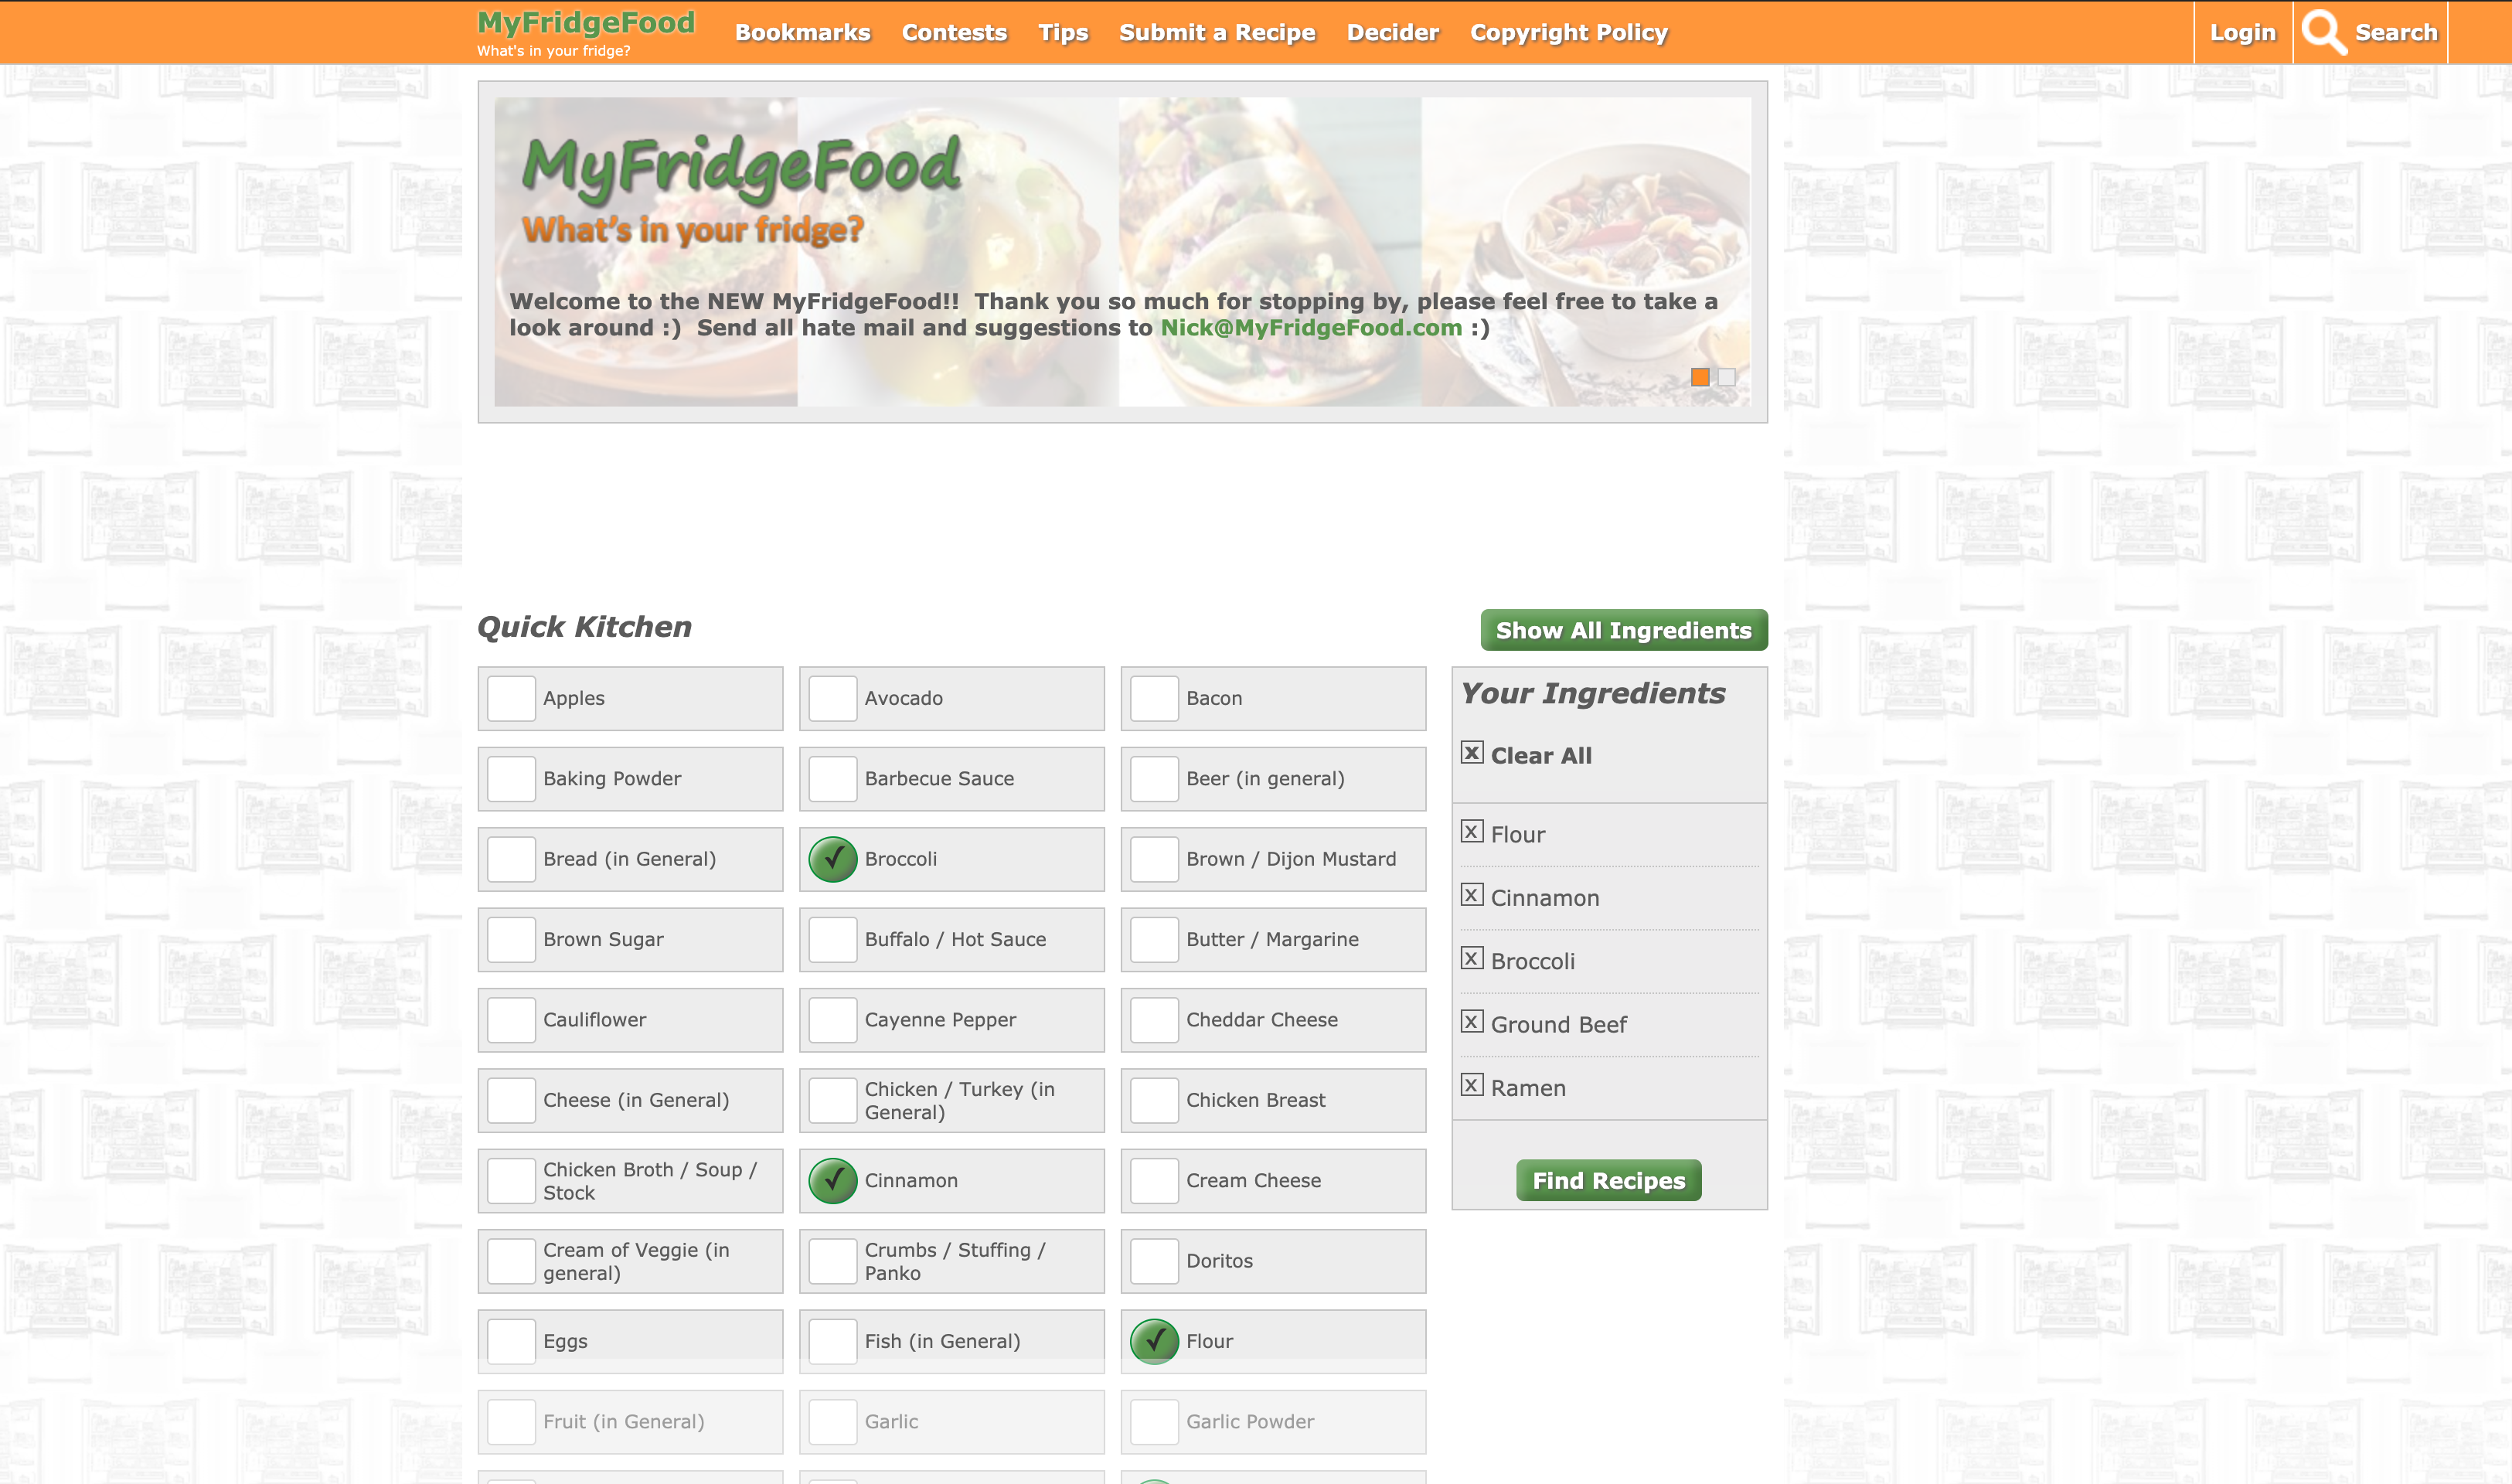 MyFridgeFood
What's in your fridge?
Bookmarks
Contests
Tips
Submit a Recipe
Decider
Copyright Policy
Login
Search
MyFridgeFood
What's in your fridge?
Welcome to the NEW MyFridgeFood!!  Thank you so much for stopping by, please feel free to take a
look around :)  Send all hate mail and suggestions to Nick@MyFridgeFood.com :)
Quick Kitchen
Show All Ingredients
Apples
Avocado
Bacon
Baking Powder
Barbecue Sauce
Beer (in general)
Bread (in General)
Broccoli
Brown / Dijon Mustard
Brown Sugar
Buffalo / Hot Sauce
Butter / Margarine
Cauliflower
Cayenne Pepper
Cheddar Cheese
Cheese (in General)
Chicken / Turkey (in
General)
Chicken Breast
Chicken Broth / Soup /
Stock
Cinnamon
Cream Cheese
Cream of Veggie (in
general)
Crumbs / Stuffing /
Panko
Doritos
Eggs
Fish (in General)
Flour
Fruit (in General)
Garlic
Garlic Powder
Your Ingredients
x Clear All
x Flour
x Cinnamon
x Broccoli
x Ground Beef
x Ramen
Find Recipes